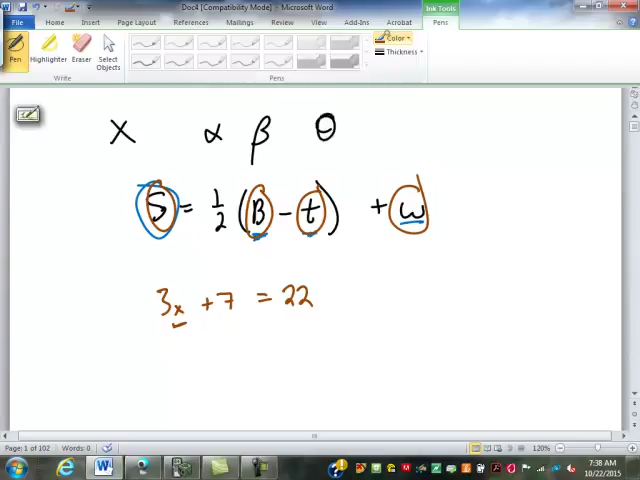 Doc4 [Compatibility Mode] - Microsoft Word
Ink Tools
File Home Insert Page Layout References Mailings Review View Add-Ins Acrobat Pens
Pen Highlighter Eraser Select Objects
Color
Thickness
Write Pens
X α β θ
S = 1/2 (B - t) + w
3x + 7 = 22
Page: 1 of 102 Words: 0 120%
7:38 AM
10/22/2015